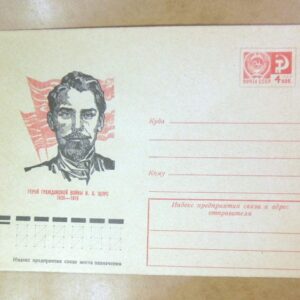 ПОЧТА СССР 4 КОП
Куда
Кому
ГЕРОЙ ГРАЖДАНСКОЙ ВОЙНЫ Н. А. ЩОРС
1895—1919
Индекс предприятия связи и адрес
отправителя
Индекс предприятия связи места назначения